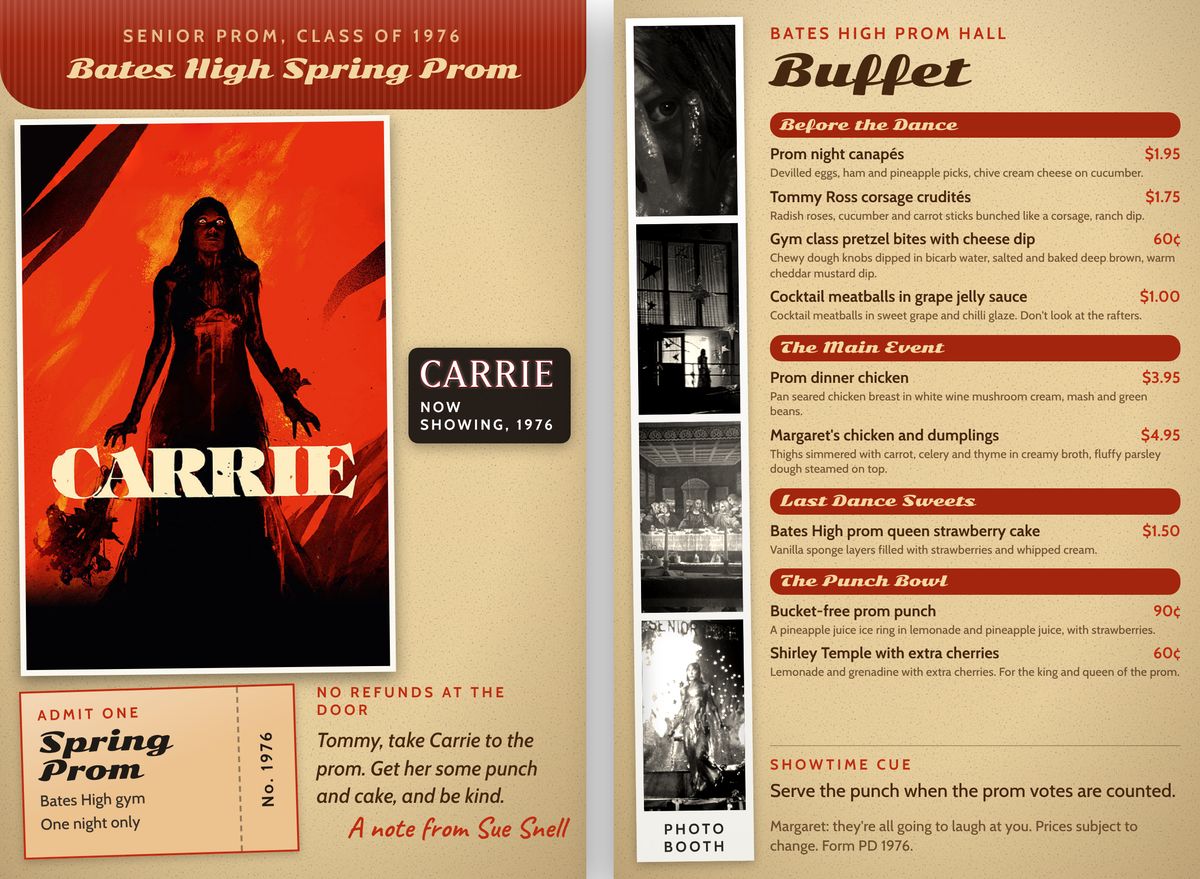 SENIOR PROM, CLASS OF 1976
Bates High Spring Prom
CARRIE
CARRIE
NOW
SHOWING, 1976
ADMIT ONE
Spring
Prom
Bates High gym
One night only
No. 1976
NO REFUNDS AT THE
DOOR
Tommy, take Carrie to the
prom. Get her some punch
and cake, and be kind.
A note from Sue Snell
SENIO
PHOTO
BOOTH
BATES HIGH PROM HALL
Buffet
Before the Dance
Prom night canapés $1.95
Devilled eggs, ham and pineapple picks, chive cream cheese on cucumber.
Tommy Ross corsage crudités $1.75
Radish roses, cucumber and carrot sticks bunched like a corsage, ranch dip.
Gym class pretzel bites with cheese dip 60¢
Chewy dough knobs dipped in bicarb water, salted and baked deep brown, warm
cheddar mustard dip.
Cocktail meatballs in grape jelly sauce $1.00
Cocktail meatballs in sweet grape and chilli glaze. Don't look at the rafters.
The Main Event
Prom dinner chicken $3.95
Pan seared chicken breast in white wine mushroom cream, mash and green
beans.
Margaret's chicken and dumplings $4.95
Thighs simmered with carrot, celery and thyme in creamy broth, fluffy parsley
dough steamed on top.
Last Dance Sweets
Bates High prom queen strawberry cake $1.50
Vanilla sponge layers filled with strawberries and whipped cream.
The Punch Bowl
Bucket-free prom punch 90¢
A pineapple juice ice ring in lemonade and pineapple juice, with strawberries.
Shirley Temple with extra cherries 60¢
Lemonade and grenadine with extra cherries. For the king and queen of the prom.
SHOWTIME CUE
Serve the punch when the prom votes are counted.
Margaret: they're all going to laugh at you. Prices subject to
change. Form PD 1976.